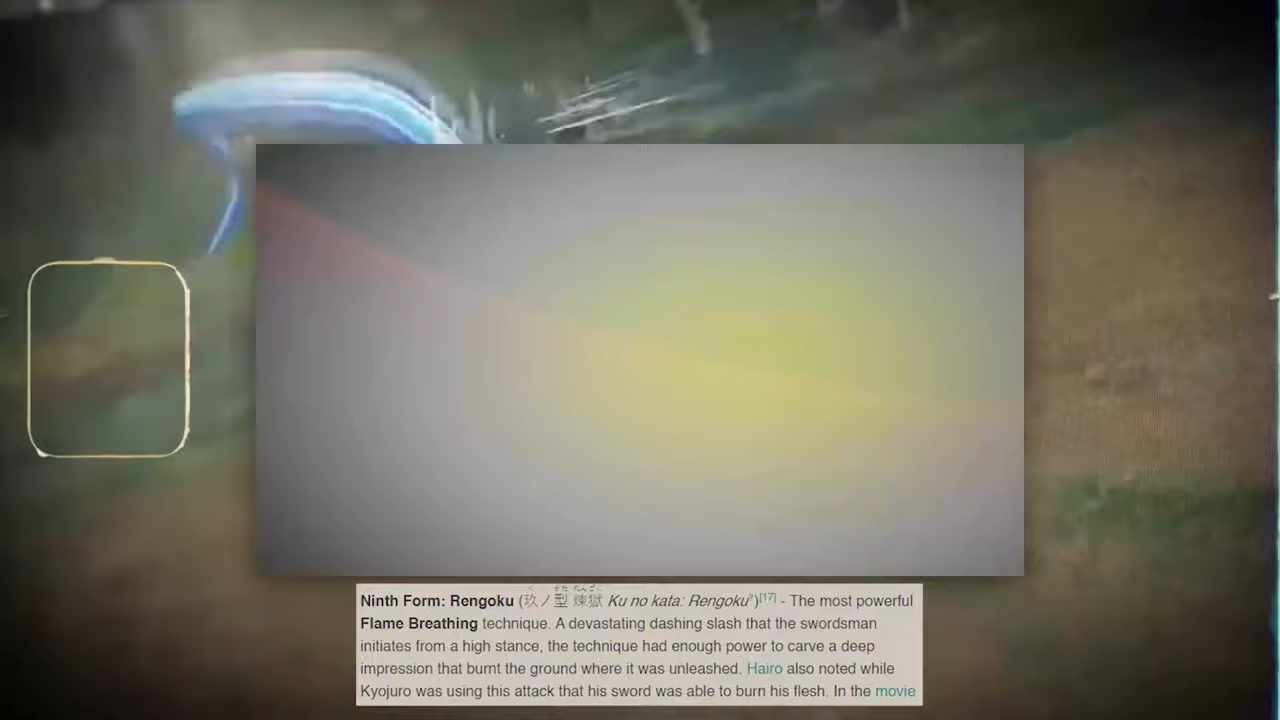 Ninth Form: Rengoku (玖ノ型 煉獄 Ku no kata: Rengoku?)[17] - The most powerful
Flame Breathing technique. A devastating dashing slash that the swordsman
initiates from a high stance, the technique had enough power to carve a deep
impression that burnt the ground where it was unleashed. Hairo also noted while
Kyojuro was using this attack that his sword was able to burn his flesh. In the movie